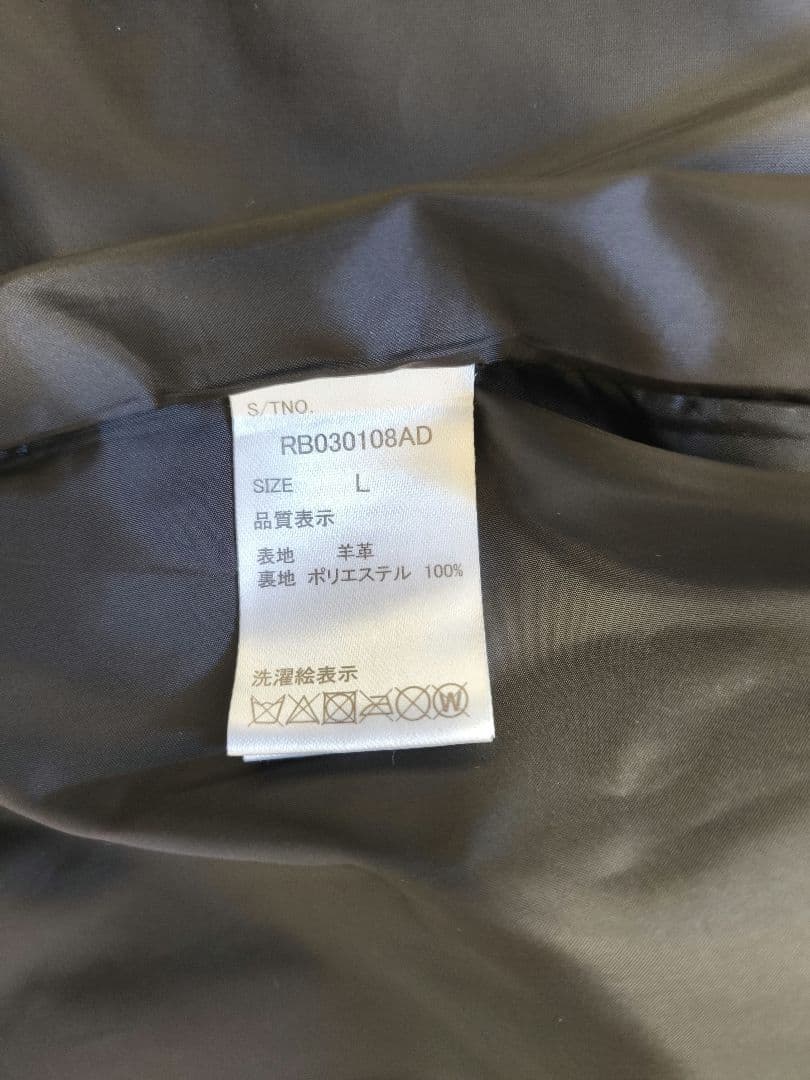 S/TNO.
RB030108AD
SIZE L
品質表示
表地 羊革
裏地 ポリエステル 100%
洗濯絵表示
W